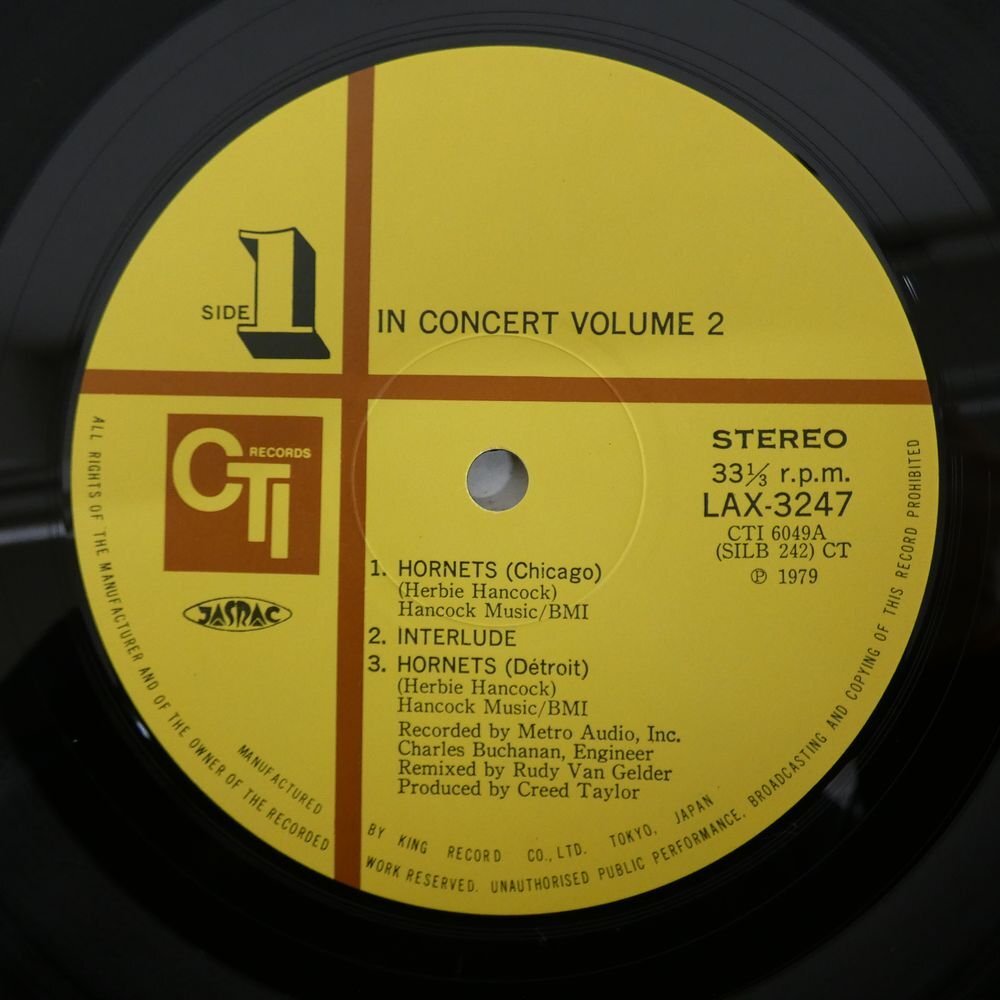 SIDE 1
IN CONCERT VOLUME 2
CTI RECORDS
JASRAC
STEREO
33⅓ r.p.m.
LAX-3247
CTI 6049A
(SILB 242) CT
Ⓟ 1979
1. HORNETS (Chicago)
(Herbie Hancock)
Hancock Music/BMI
2. INTERLUDE
3. HORNETS (Détroit)
(Herbie Hancock)
Hancock Music/BMI
Recorded by Metro Audio, Inc.
Charles Buchanan, Engineer
Remixed by Rudy Van Gelder
Produced by Creed Taylor
MANUFACTURED BY KING RECORD CO., LTD. TOKYO, JAPAN
ALL RIGHTS OF THE MANUFACTURER AND OF THE OWNER OF THE RECORDED WORK RESERVED. UNAUTHORISED PUBLIC PERFORMANCE, BROADCASTING AND COPYING OF THIS RECORD PROHIBITED